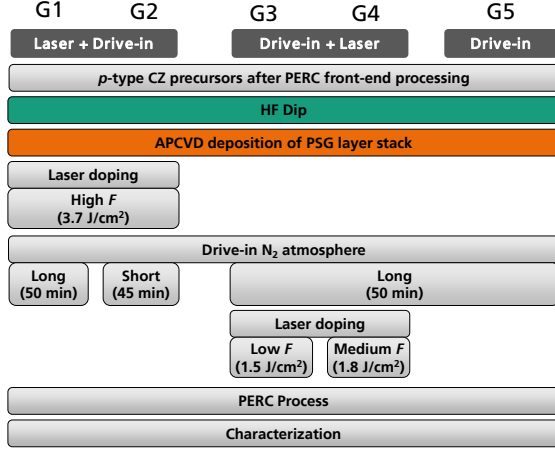 G1 G2 G3 G4 G5
Laser + Drive-in Drive-in + Laser Drive-in
p-type CZ precursors after PERC front-end processing
HF Dip
APCVD deposition of PSG layer stack
Laser doping
High F
(3.7 J/cm²)
Drive-in N₂ atmosphere
Long Short Long
(50 min) (45 min) (50 min)
Laser doping
Low F Medium F
(1.5 J/cm²) (1.8 J/cm²)
PERC Process
Characterization